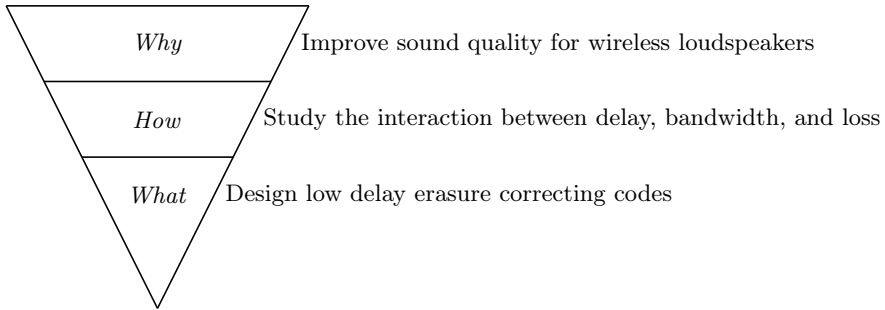 Why Improve sound quality for wireless loudspeakers
How Study the interaction between delay, bandwidth, and loss
What Design low delay erasure correcting codes